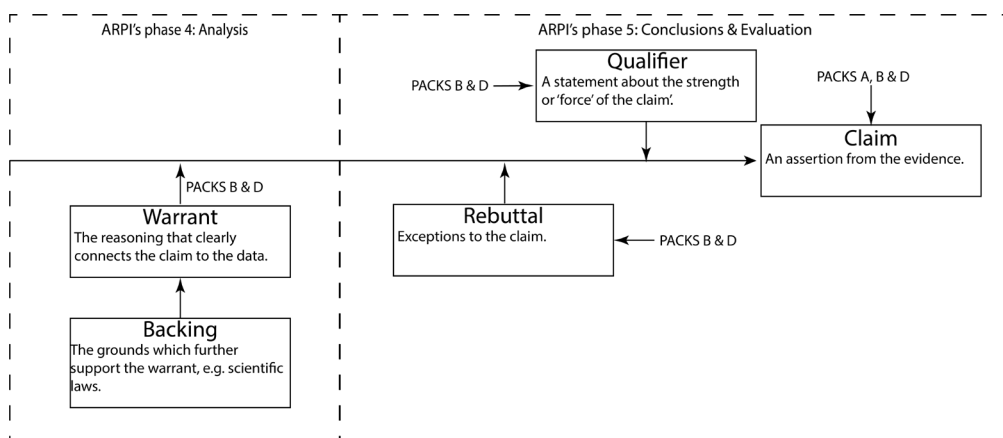 ARPI's phase 4: Analysis
ARPI's phase 5: Conclusions & Evaluation
Qualifier
A statement about the strength
or 'force' of the claim'.
PACKS B & D
PACKS A, B & D
Claim
An assertion from the evidence.
PACKS B & D
Warrant
The reasoning that clearly
connects the claim to the data.
Rebuttal
Exceptions to the claim.
PACKS B & D
Backing
The grounds which further
support the warrant, e.g. scientific
laws.